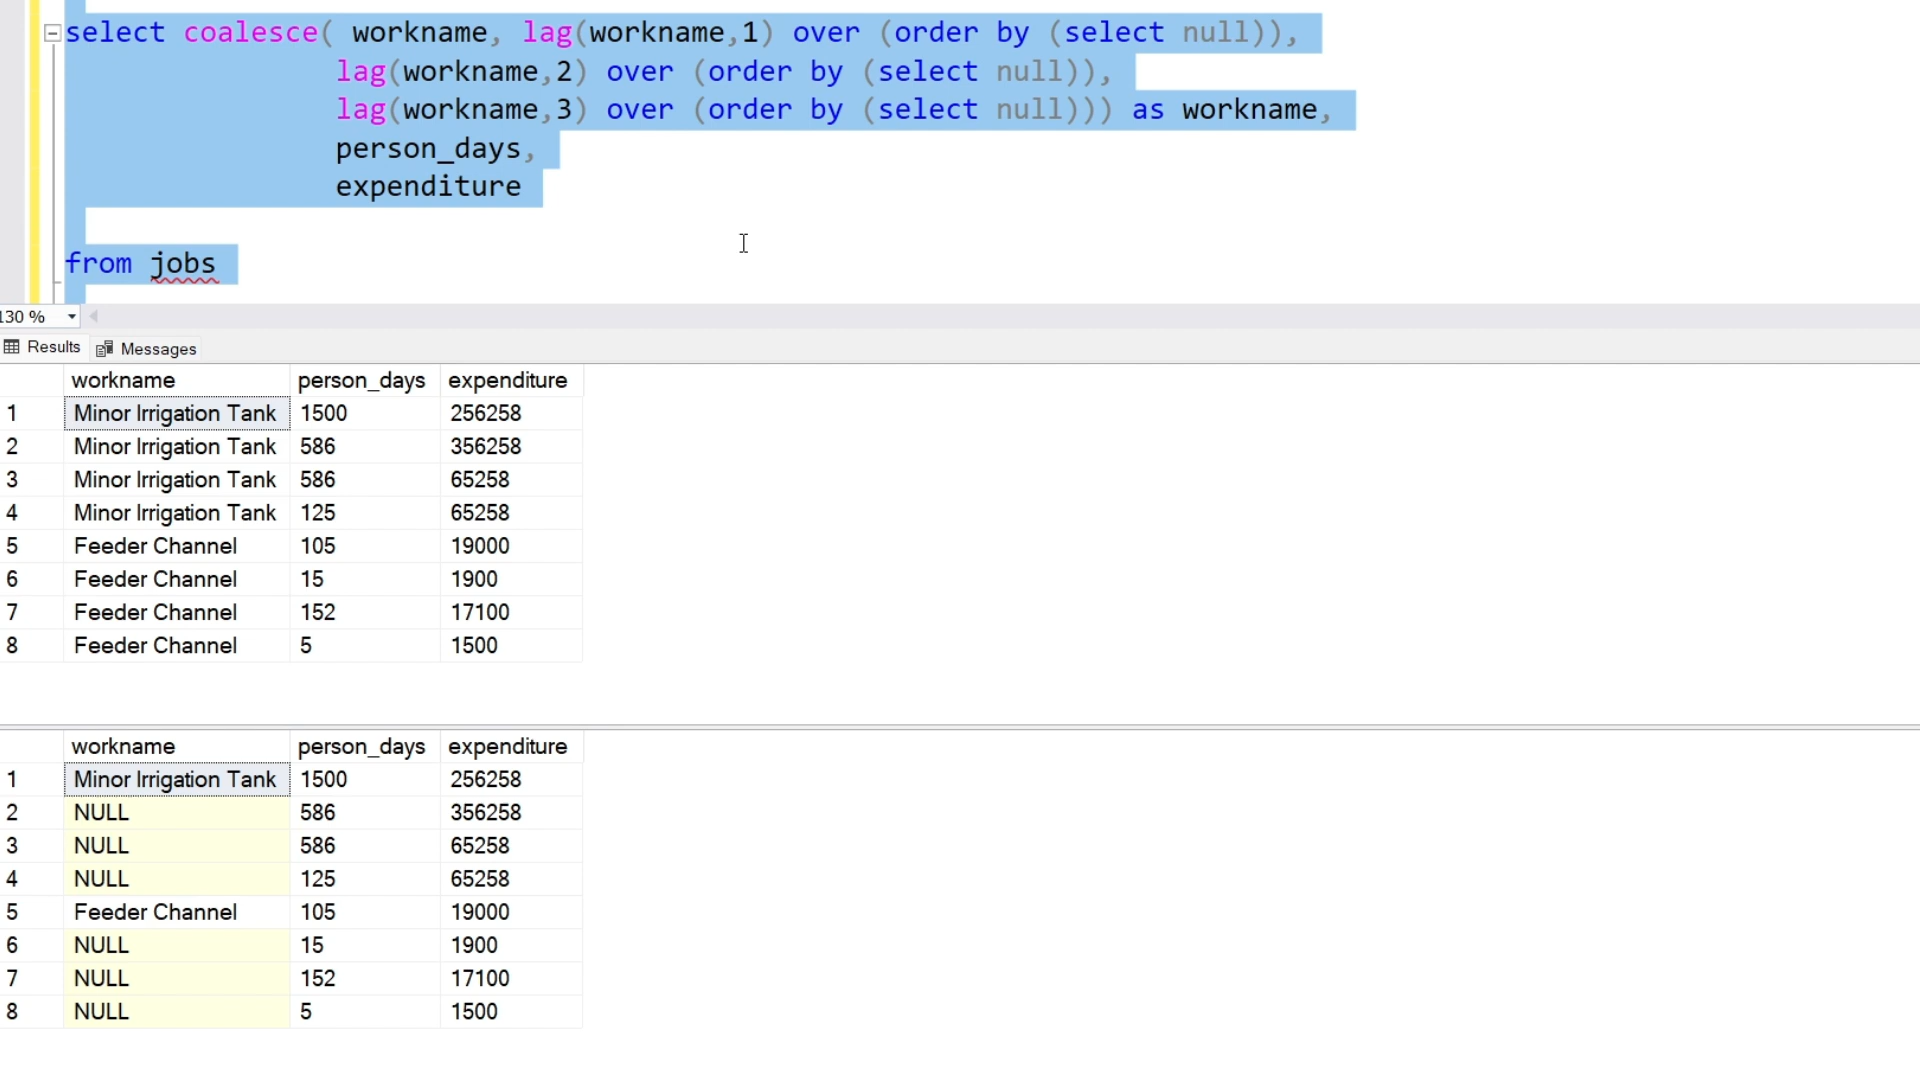 select coalesce( workname, lag(workname,1) over (order by (select null)),
lag(workname,2) over (order by (select null)),
lag(workname,3) over (order by (select null))) as workname,
person_days,
expenditure
from jobs
130 %
Results Messages
workname person_days expenditure
1 Minor Irrigation Tank 1500 256258
2 Minor Irrigation Tank 586 356258
3 Minor Irrigation Tank 586 65258
4 Minor Irrigation Tank 125 65258
5 Feeder Channel 105 19000
6 Feeder Channel 15 1900
7 Feeder Channel 152 17100
8 Feeder Channel 5 1500
workname person_days expenditure
1 Minor Irrigation Tank 1500 256258
2 NULL 586 356258
3 NULL 586 65258
4 NULL 125 65258
5 Feeder Channel 105 19000
6 NULL 15 1900
7 NULL 152 17100
8 NULL 5 1500